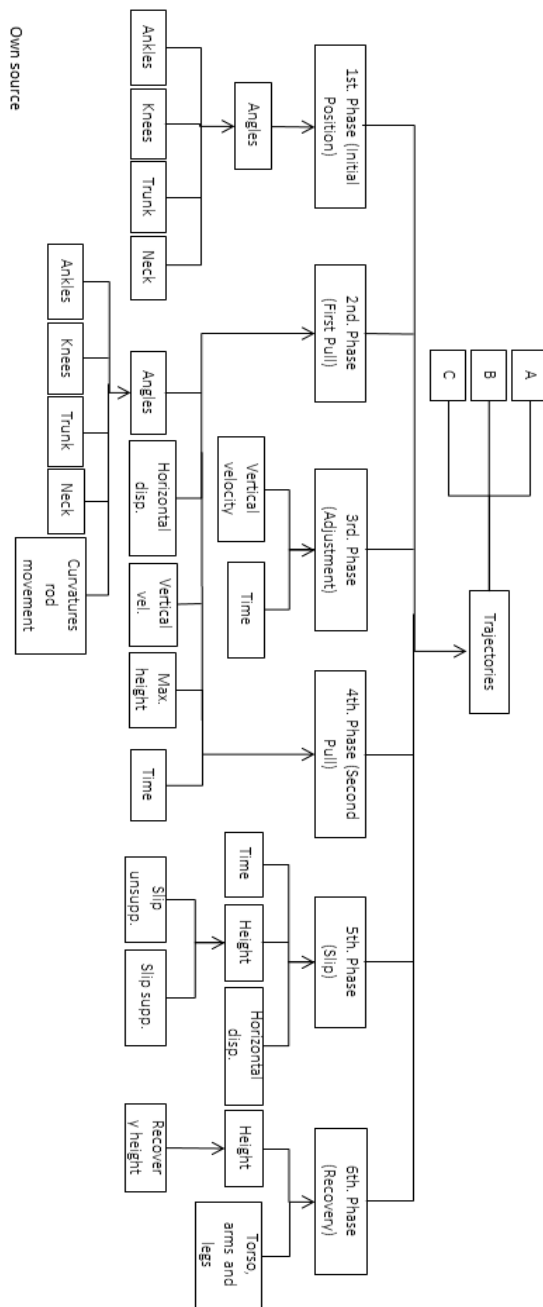 A
B
C
Trajectories
1st. Phase (Initial
Position)
2nd. Phase
(First Pull)
3rd. Phase
(Adjustment)
4th. Phase (Second
Pull)
5th. Phase
(Slip)
6th. Phase
(Recovery)
Angles
Ankles
Knees
Trunk
Neck
Vertical
velocity
Time
Angles
Horizontal
disp.
Vertical
vel.
Max.
height
Time
Ankles
Knees
Trunk
Neck
Curvatures
rod
movement
Time
Height
Horizontal
disp.
Slip
unsupp.
Slip supp.
Height
Torso,
arms and
legs
Recover
y height
Own source